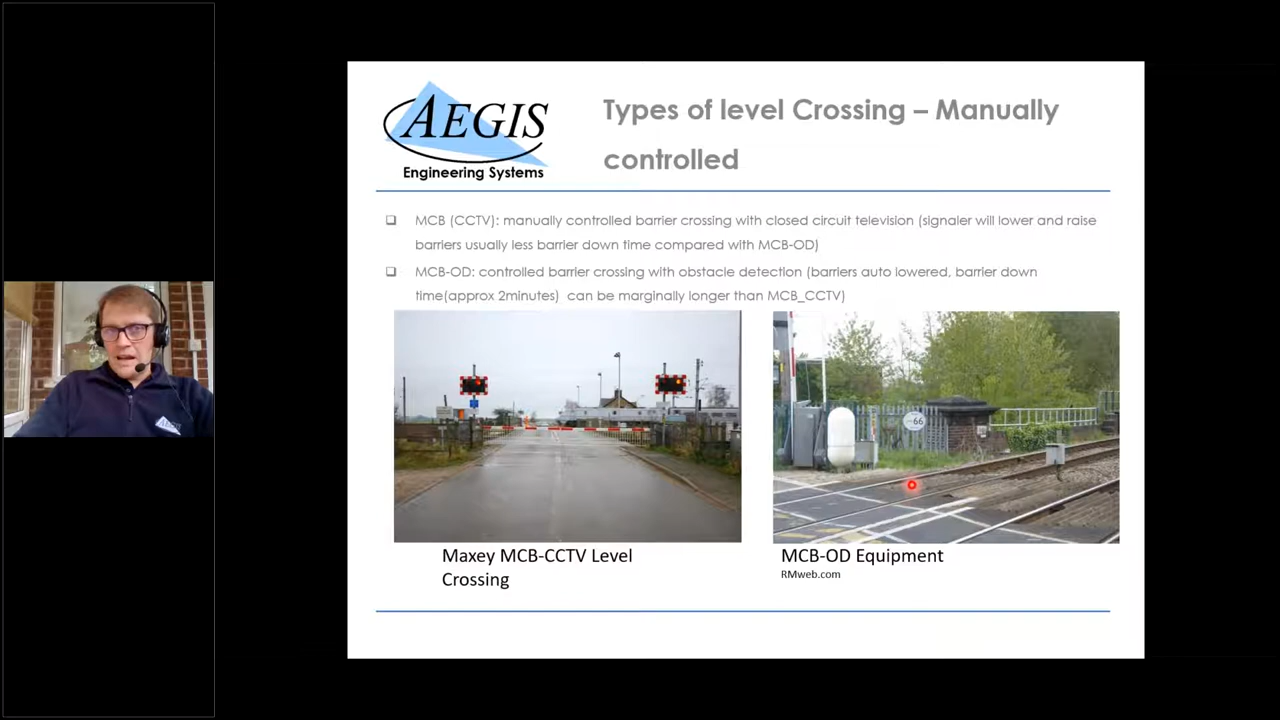 AEGIS
Engineering Systems
Types of level Crossing – Manually
controlled
MCB (CCTV): manually controlled barrier crossing with closed circuit television (signaler will lower and raise
barriers usually less barrier down time compared with MCB-OD)
MCB-OD: controlled barrier crossing with obstacle detection (barriers auto lowered, barrier down
time(approx 2minutes)  can be marginally longer than MCB_CCTV)
66
Maxey MCB-CCTV Level
Crossing
MCB-OD Equipment
RMweb.com